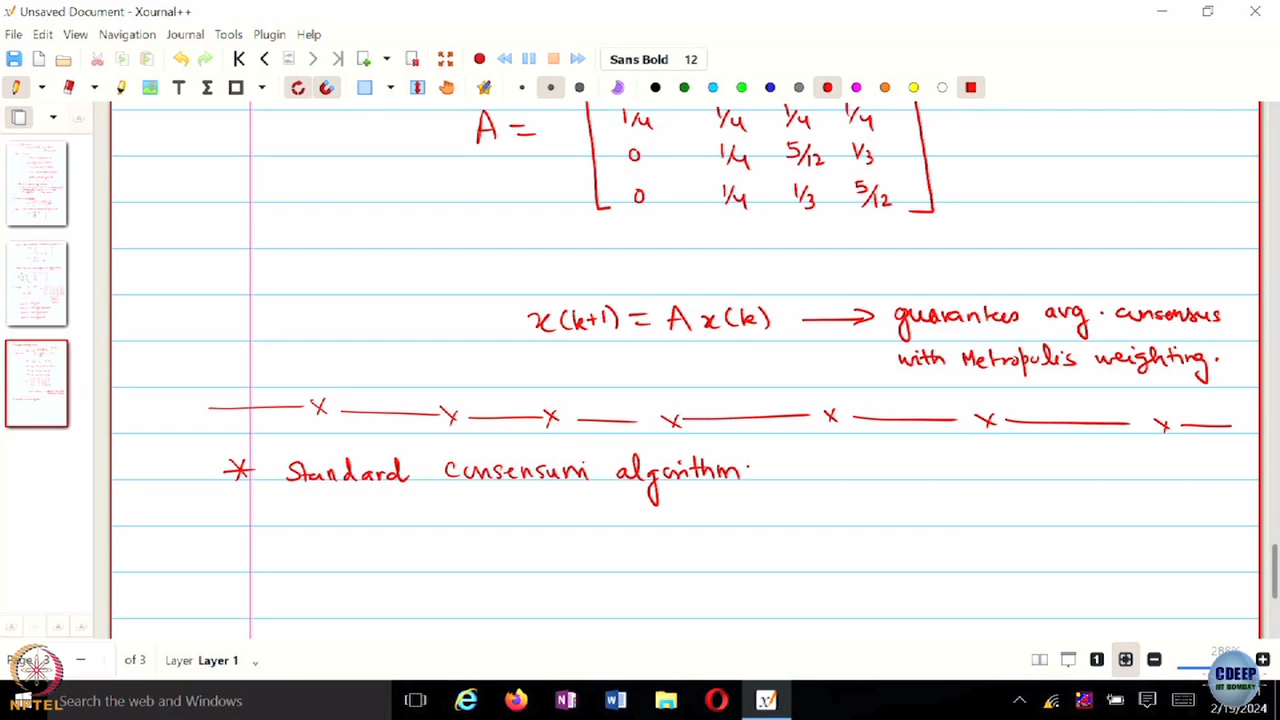 Unsaved Document - Xournal++
File Edit View Navigation Journal Tools Plugin Help
Sans Bold 12
A = 1/4 1/4 1/4 1/4
0 1/4 5/12 1/3
0 1/4 1/3 5/12
x(k+1) = A x(k) → guarantees avg. consensus
with Metropolis weighting.
* Standard consensum algorithm.
Page 3 of 3 Layer Layer 1
288%
NPTEL
Search the web and Windows
CDEEP
IIT BOMBAY
2/19/2024